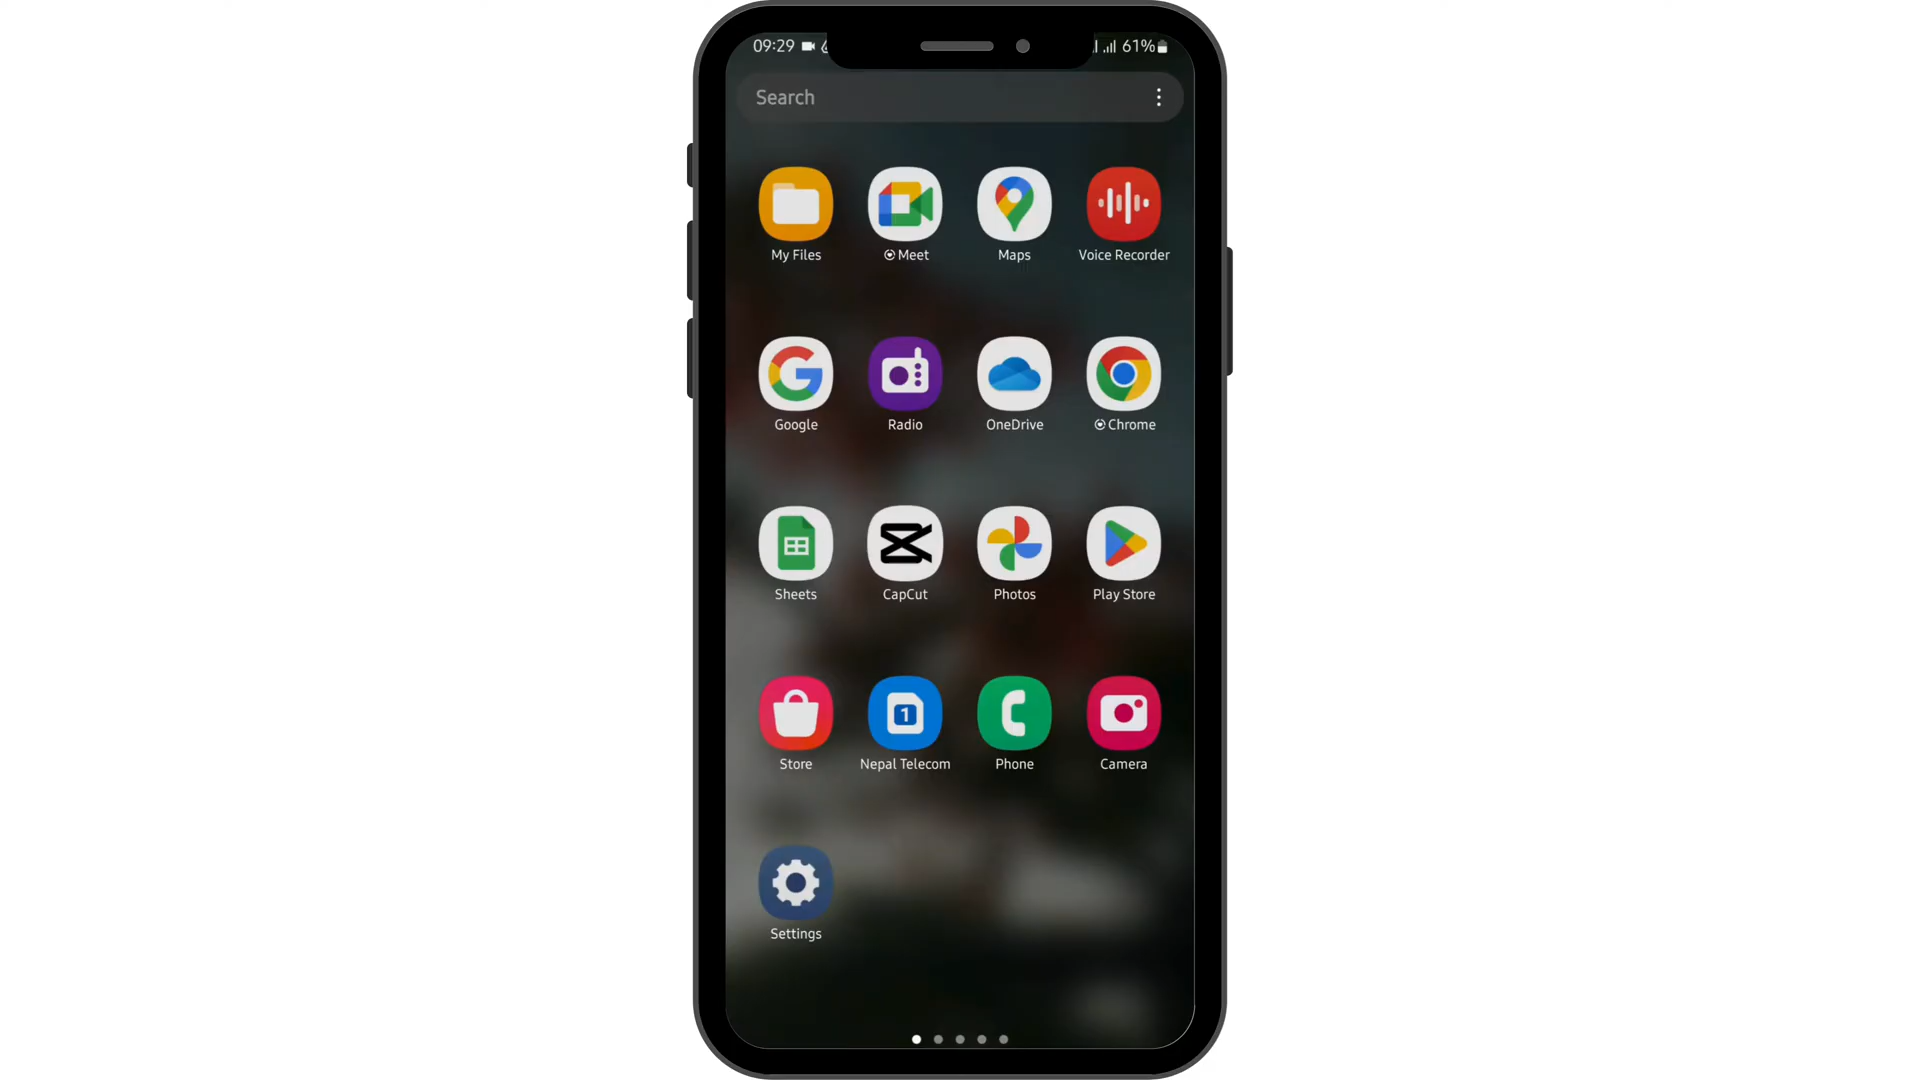 09:29 61%
Search
My Files Meet Maps Voice Recorder
Google Radio OneDrive Chrome
Sheets CapCut Photos Play Store
1
Store Nepal Telecom Phone Camera
Settings